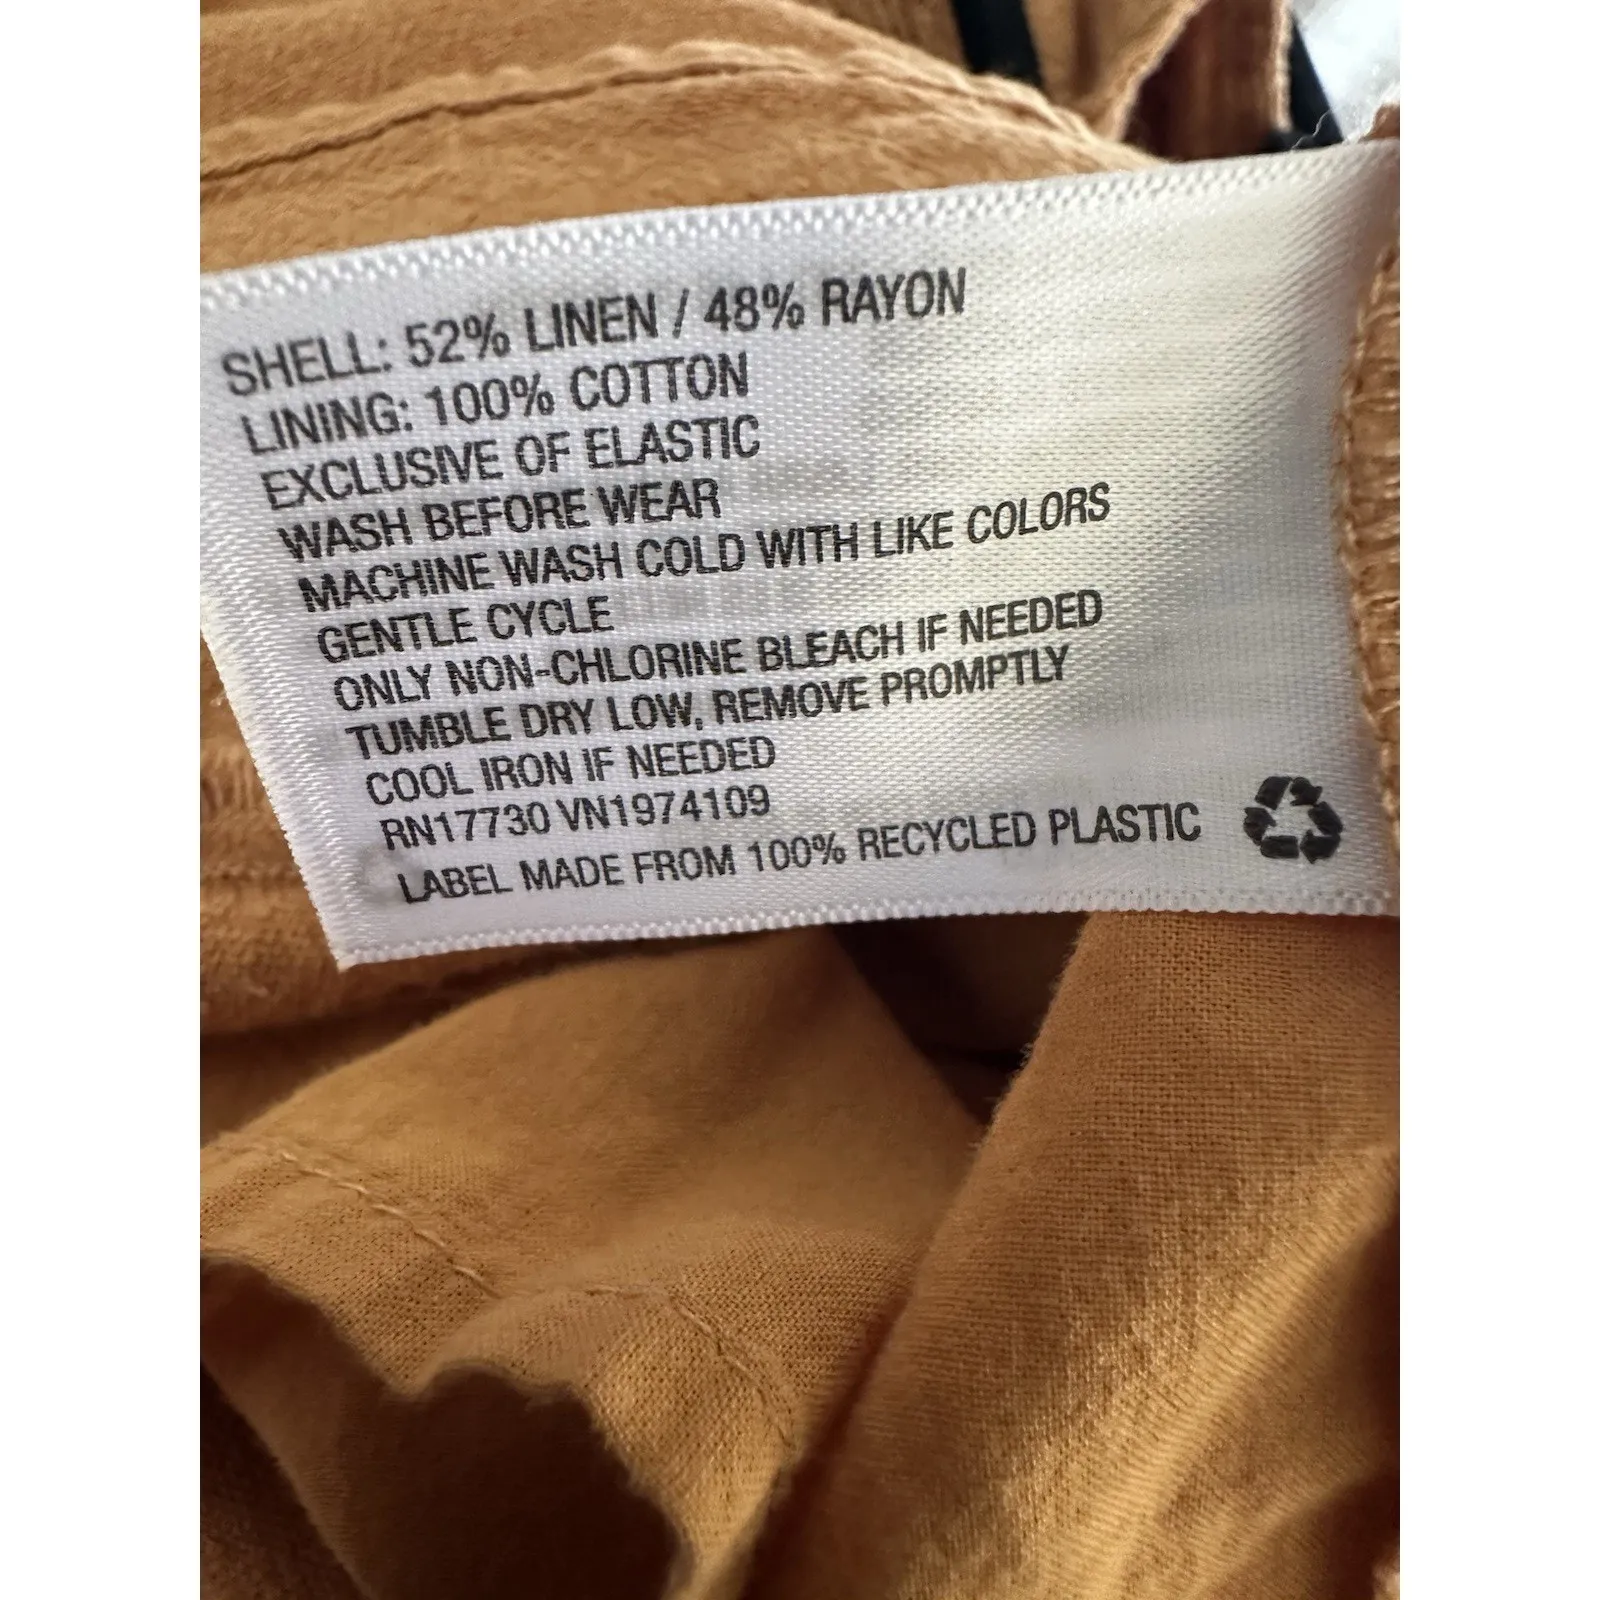 SHELL: 52% LINEN / 48% RAYON
LINING: 100% COTTON
EXCLUSIVE OF ELASTIC
WASH BEFORE WEAR
MACHINE WASH COLD WITH LIKE COLORS
GENTLE CYCLE
ONLY NON-CHLORINE BLEACH IF NEEDED
TUMBLE DRY LOW, REMOVE PROMPTLY
COOL IRON IF NEEDED
RN17730 VN1974109
LABEL MADE FROM 100% RECYCLED PLASTIC